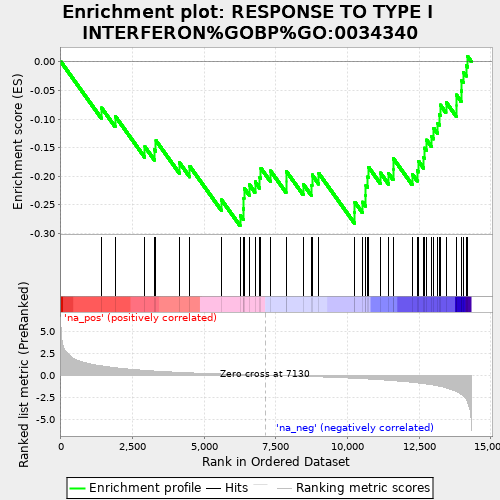 Enrichment plot: RESPONSE TO TYPE I
INTERFERON%GOBP%GO:0034340
Enrichment score (ES)
0.00
-0.05
-0.10
-0.15
-0.20
-0.25
-0.30
'na_pos' (positively correlated)
Ranked list metric (PreRanked)
5.0
2.5
0.0
-2.5
-5.0
Zero cross at 7130
'na_neg' (negatively correlated)
0 2,500 5,000 7,500 10,000 12,500 15,000
Rank in Ordered Dataset
Enrichment profile Hits Ranking metric scores